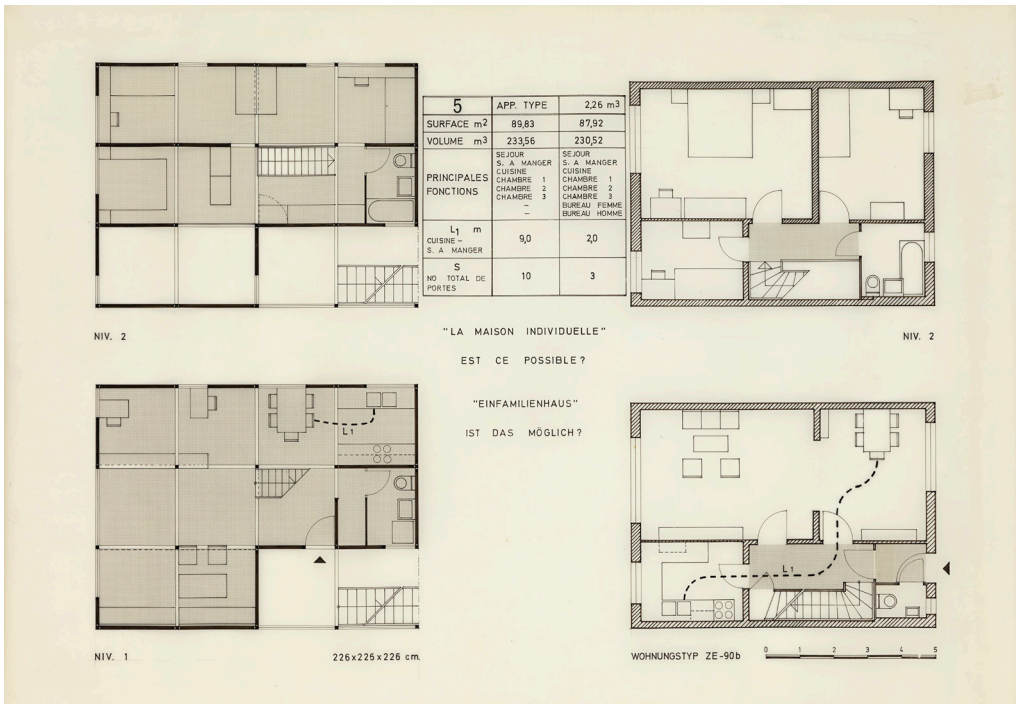 5 APP. TYPE 2,26 m3
SURFACE m2 89,83 87,92
VOLUME m3 233,56 230,52
PRINCIPALES
FONCTIONS
SEJOUR
S. A MANGER
CUISINE
CHAMBRE 1
CHAMBRE 2
CHAMBRE 3
–
–
SEJOUR
S. A MANGER
CUISINE
CHAMBRE 1
CHAMBRE 2
CHAMBRE 3
BUREAU FEMME
BUREAU HOMME
L1 m
CUISINE –
S. A MANGER
9,0 2,0
S
NO TOTAL DE
PORTES
10 3
NIV. 2
"LA MAISON INDIVIDUELLE"
NIV. 2
EST CE POSSIBLE?
"EINFAMILIENHAUS"
IST DAS MÖGLICH?
L1
L1
NIV. 1
226x225x226 cm.
WOHNUNGSTYP ZE-90b
0 1 2 3 4 5